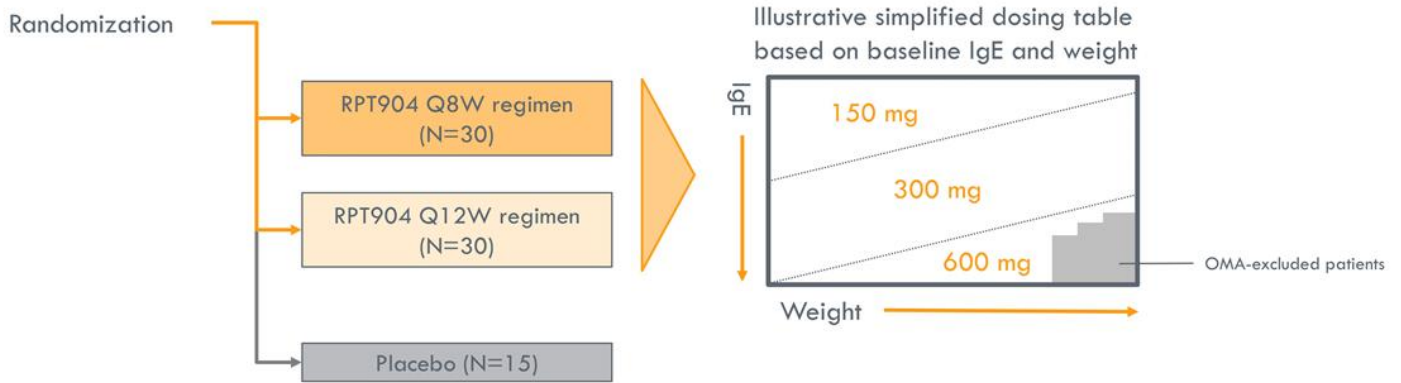 Randomization
RPT904 Q8W regimen
(N=30)
RPT904 Q12W regimen
(N=30)
Placebo (N=15)
Illustrative simplified dosing table
based on baseline IgE and weight
IgE
150 mg
300 mg
600 mg
OMA-excluded patients
Weight